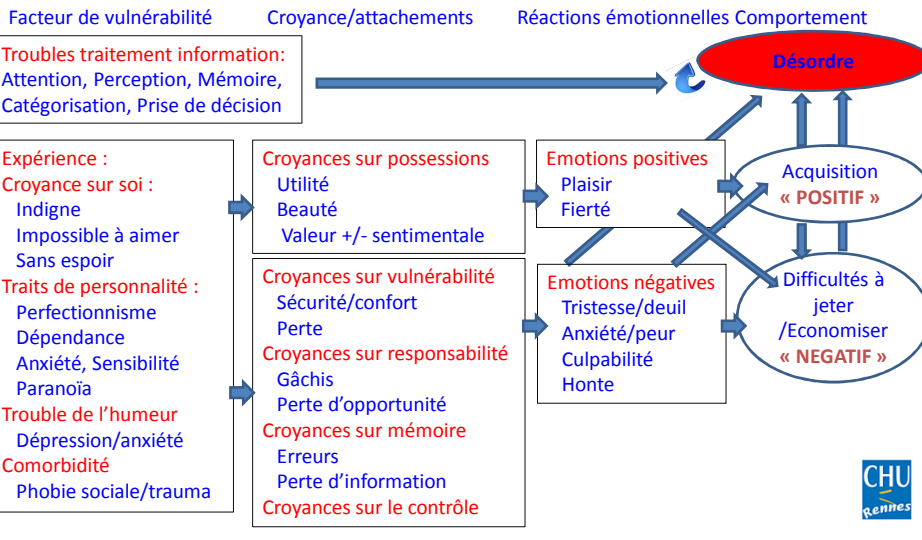 Facteur de vulnérabilité
Croyance/attachements
Réactions émotionnelles Comportement
Troubles traitement information:
Attention, Perception, Mémoire,
Catégorisation, Prise de décision
Désordre
Expérience :
Croyance sur soi :
Indigne
Impossible à aimer
Sans espoir
Traits de personnalité :
Perfectionnisme
Dépendance
Anxiété, Sensibilité
Paranoïa
Trouble de l’humeur
Dépression/anxiété
Comorbidité
Phobie sociale/trauma
Croyances sur possessions
Utilité
Beauté
Valeur +/- sentimentale
Croyances sur vulnérabilité
Sécurité/confort
Perte
Croyances sur responsabilité
Gâchis
Perte d’opportunité
Croyances sur mémoire
Erreurs
Perte d’information
Croyances sur le contrôle
Emotions positives
Plaisir
Fierté
Emotions négatives
Tristesse/deuil
Anxiété/peur
Culpabilité
Honte
Acquisition
« POSITIF »
Difficultés à
jeter
/Economiser
« NEGATIF »
CHU
Rennes